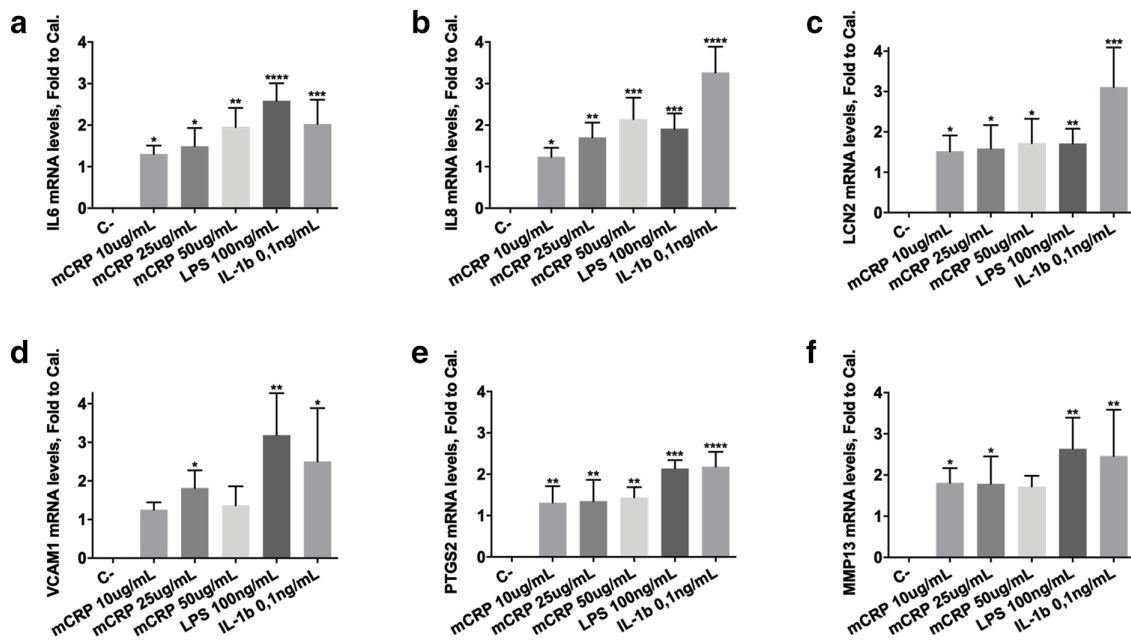 a
IL6 mRNA levels, Fold to Cal.
4
3
2
1
0
* * ** **** ***
C-
mCRP 10ug/mL
mCRP 25ug/mL
mCRP 50ug/mL
LPS 100ng/mL
IL-1b 0,1ng/mL
b
IL8 mRNA levels, Fold to Cal.
4
3
2
1
0
* ** *** *** ****
C-
mCRP 10ug/mL
mCRP 25ug/mL
mCRP 50ug/mL
LPS 100ng/mL
IL-1b 0,1ng/mL
c
LCN2 mRNA levels, Fold to Cal.
4
3
2
1
0
* * * ** ***
C-
mCRP 10ug/mL
mCRP 25ug/mL
mCRP 50ug/mL
LPS 100ng/mL
IL-1b 0,1ng/mL
d
VCAM1 mRNA levels, Fold to Cal.
4
3
2
1
0
* ** *
C-
mCRP 10ug/mL
mCRP 25ug/mL
mCRP 50ug/mL
LPS 100ng/mL
IL-1b 0,1ng/mL
e
PTGS2 mRNA levels, Fold to Cal.
4
3
2
1
0
** ** ** *** ****
C-
mCRP 10ug/mL
mCRP 25ug/mL
mCRP 50ug/mL
LPS 100ng/mL
IL-1b 0,1ng/mL
f
MMP13 mRNA levels, Fold to Cal.
4
3
2
1
0
* * ** **
C-
mCRP 10ug/mL
mCRP 25ug/mL
mCRP 50ug/mL
LPS 100ng/mL
IL-1b 0,1ng/mL